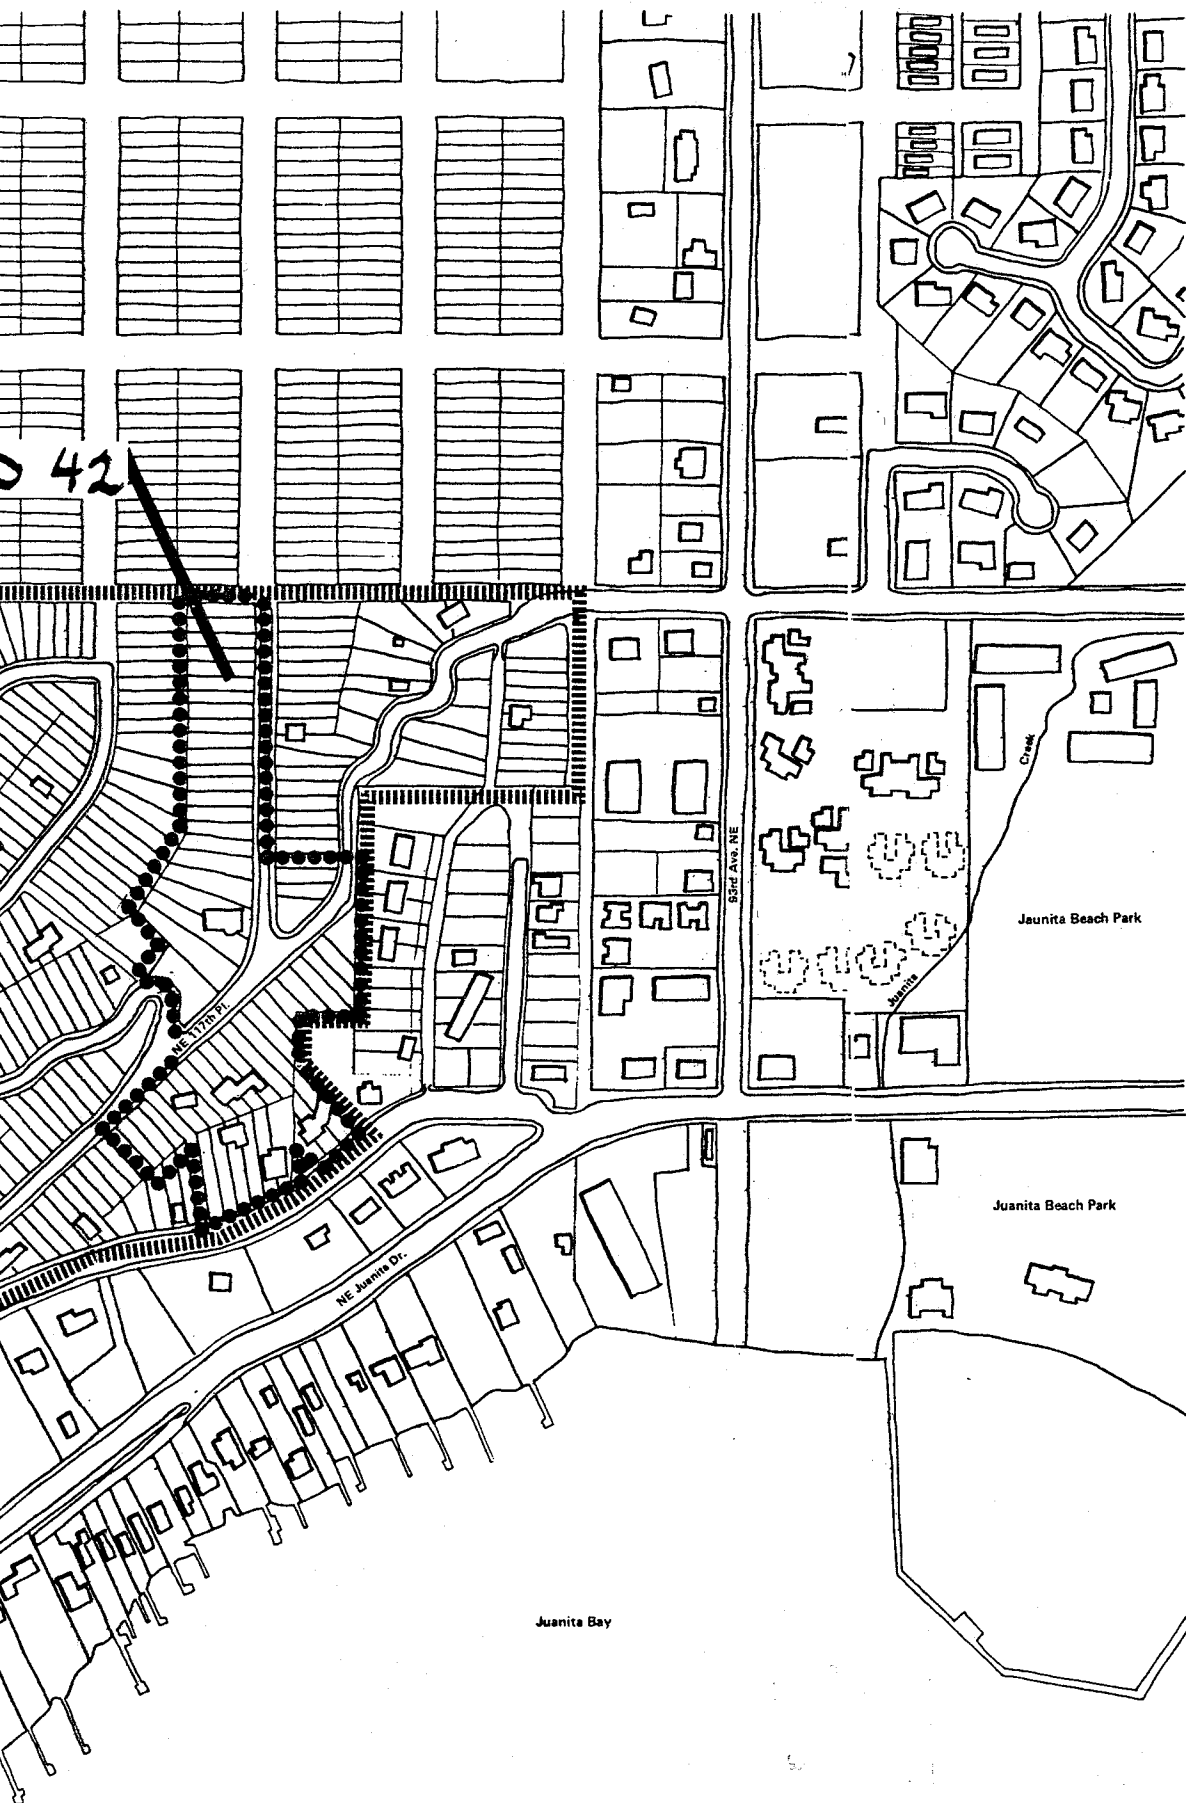 42
Creek
93rd Ave. NE
Jaunita Beach Park
Juanita
NE 117th Pl.
Juanita Beach Park
NE Juanita Dr.
Juanita Bay